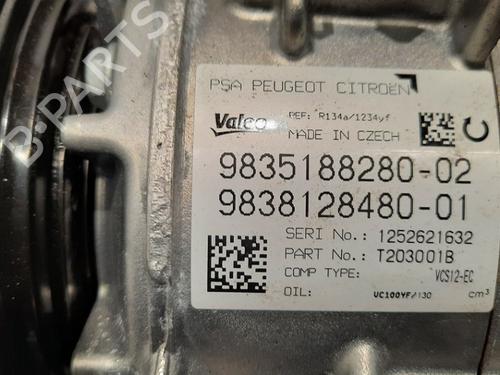 B-PARTS
PSA PEUGEOT CITROËN
Valeo
REF: R134a/1234yf
MADE IN CZECH
9835188280-02
9838128480-01
SERI No.: 1252621632
PART No.: T203001B
COMP TYPE: VCS12-EC
OIL: VC100YF/130 cm³